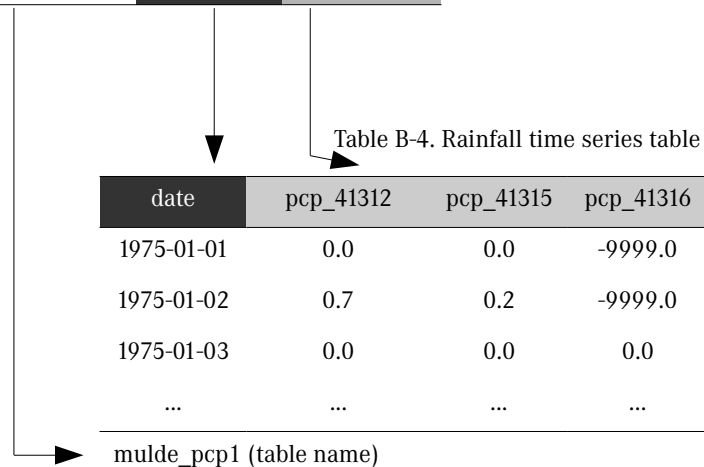 Table B-4. Rainfall time series table
date pcp_41312 pcp_41315 pcp_41316
1975-01-01 0.0 0.0 -9999.0
1975-01-02 0.7 0.2 -9999.0
1975-01-03 0.0 0.0 0.0
... ... ... ...
mulde_pcp1 (table name)